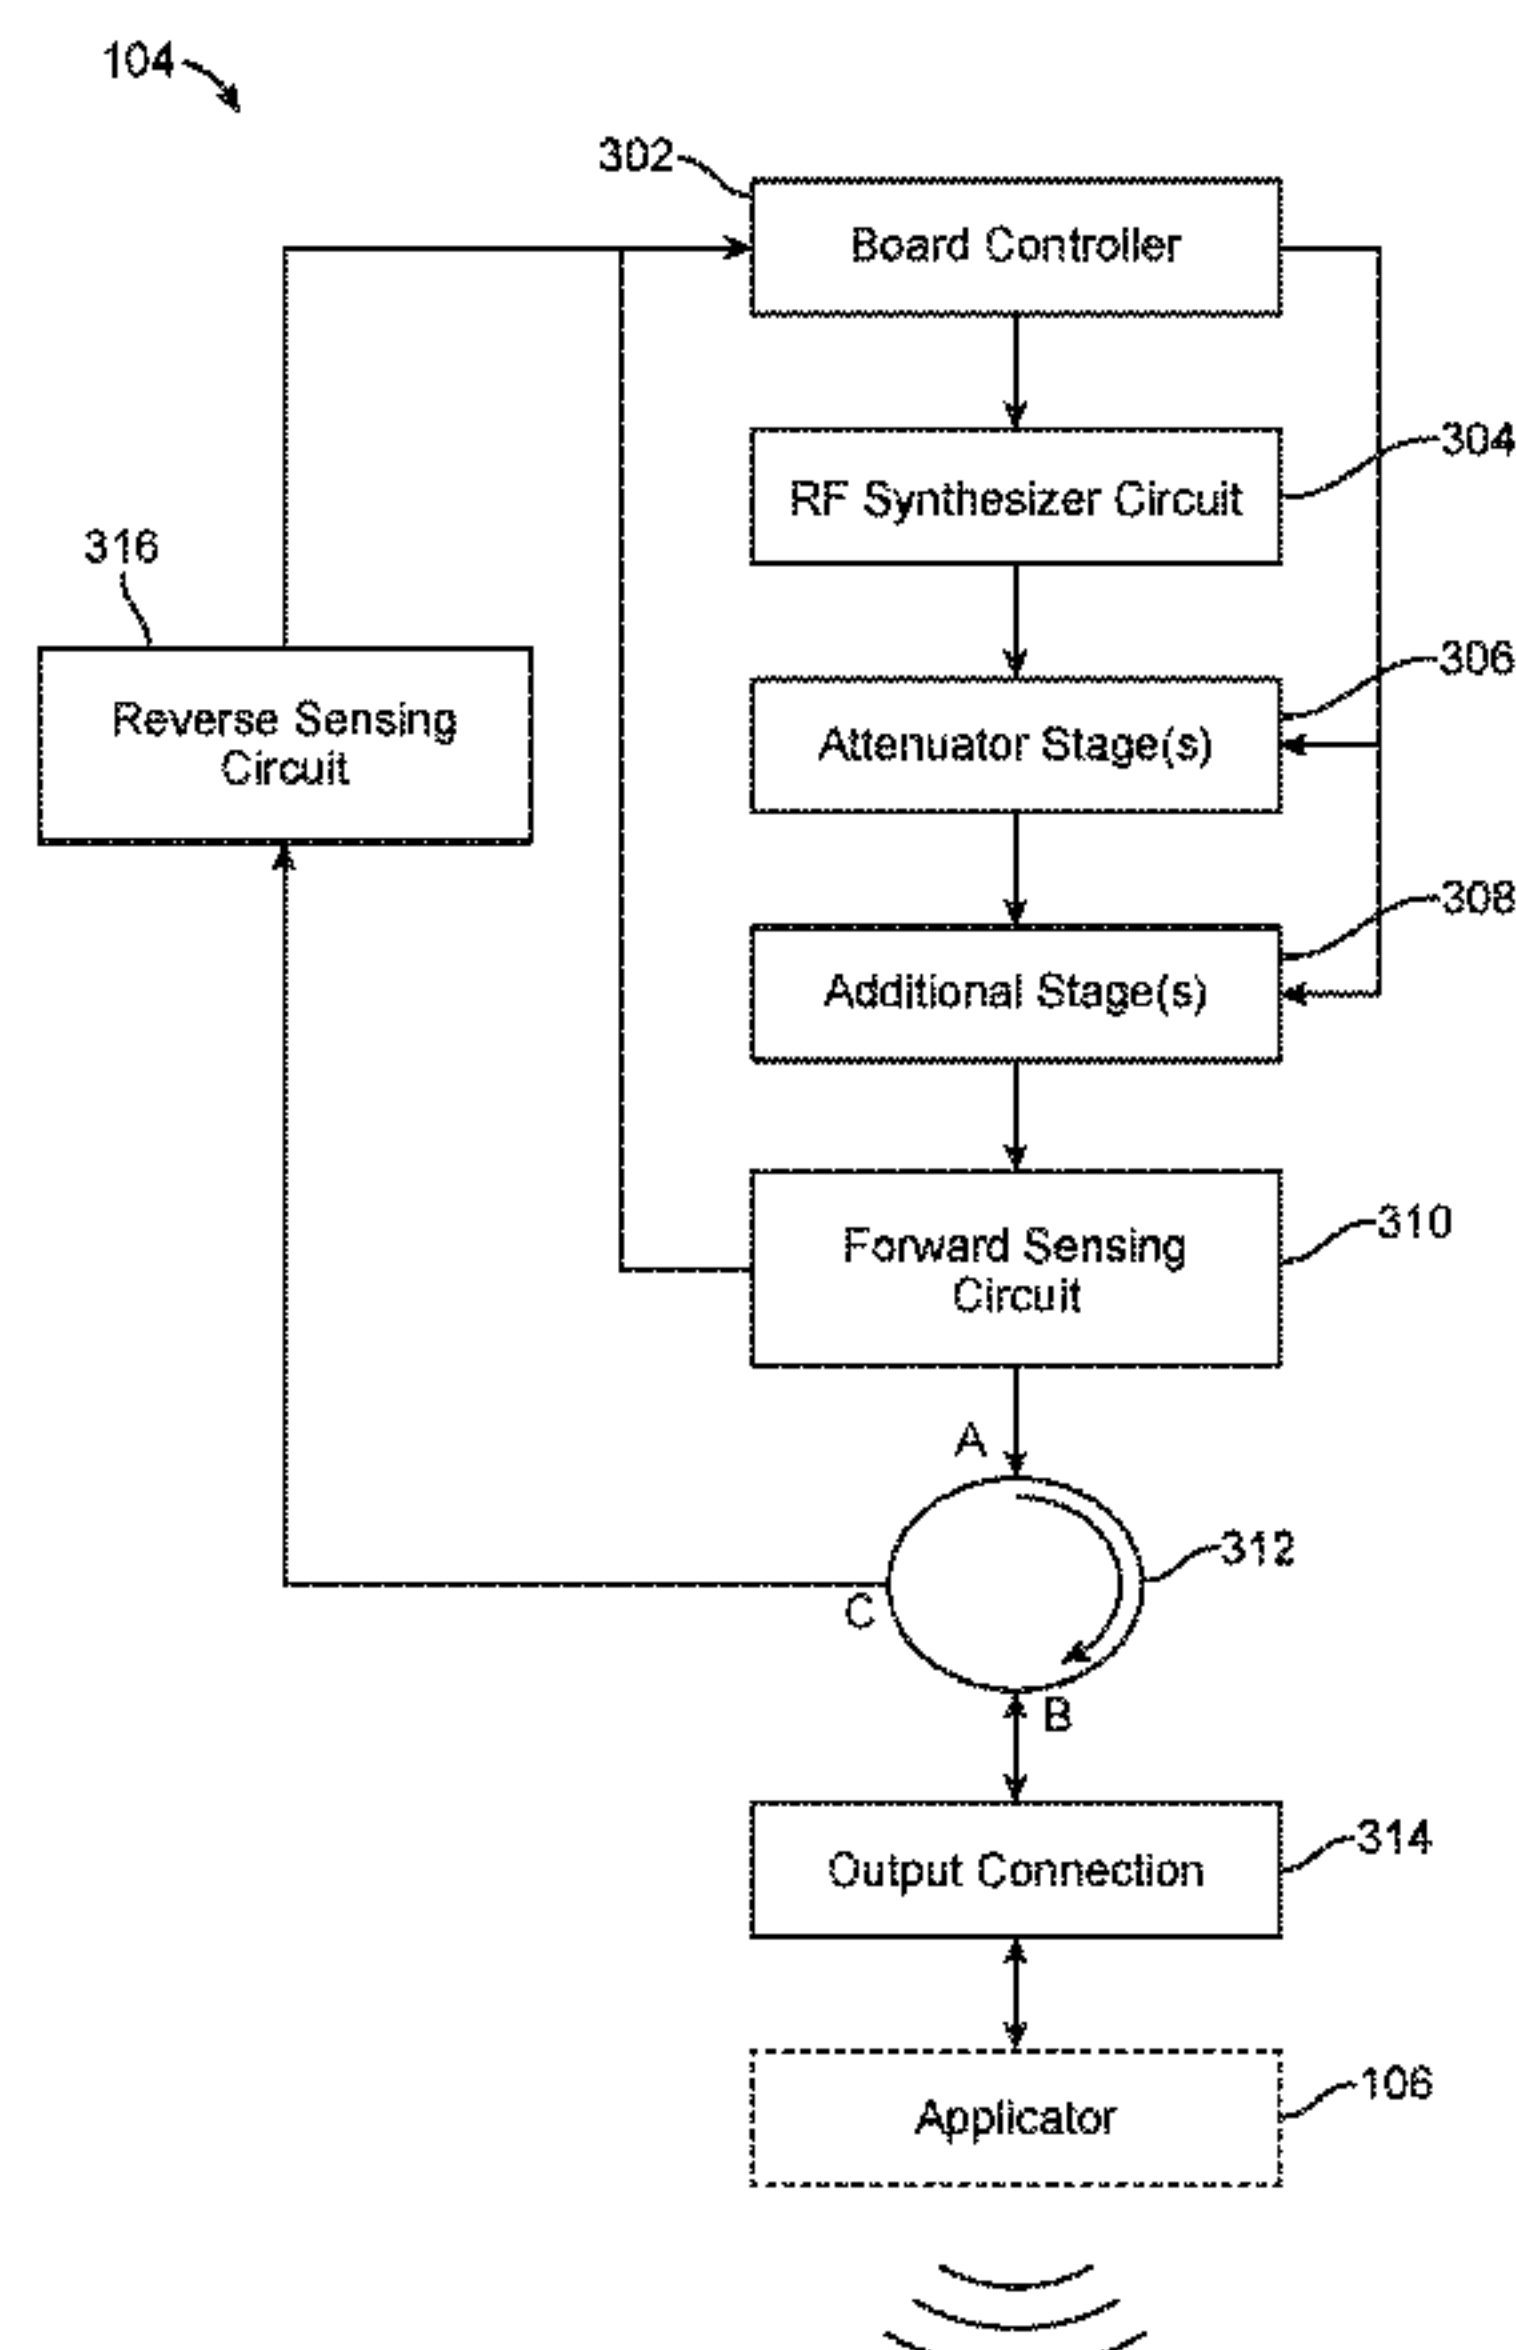 104
302
Board Controller
304
RF Synthesizer Circuit
316
306
Reverse Sensing
Circuit
Attenuator Stage(s)
308
Additional Stage(s)
310
Forward Sensing
Circuit
A
312
C
B
314
Output Connection
106
Applicator